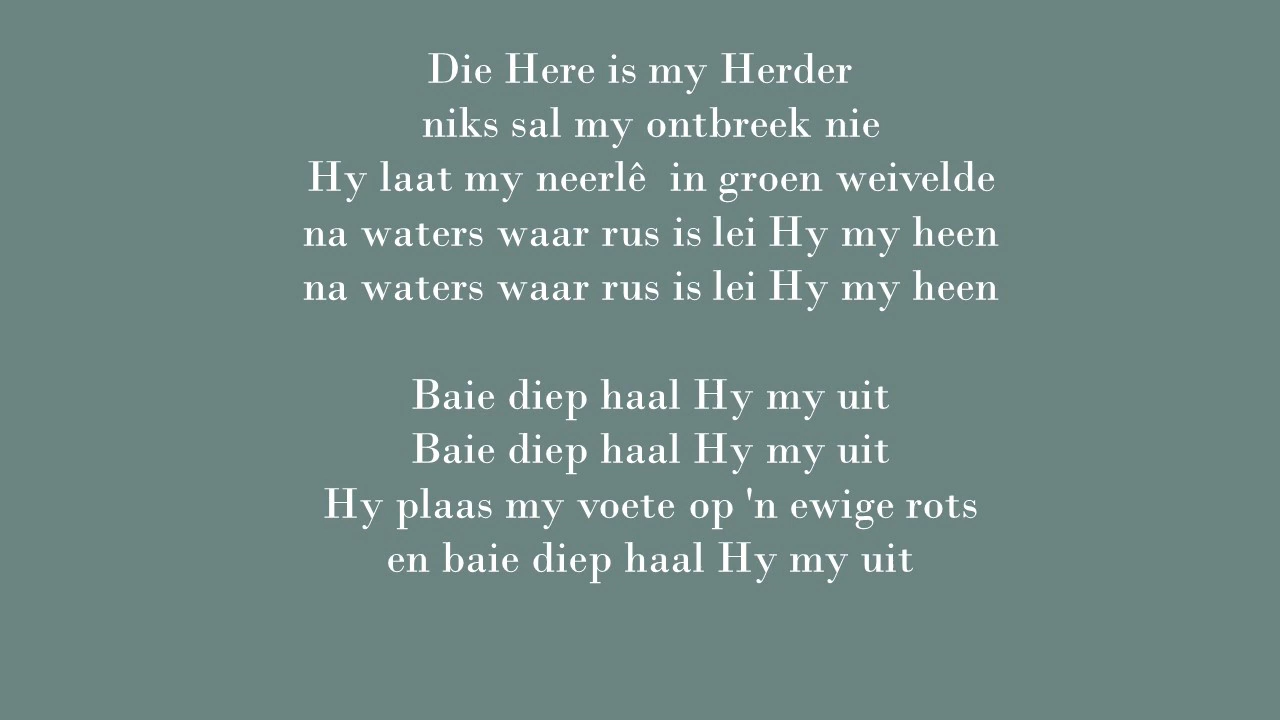 Die Here is my Herder
niks sal my ontbreek nie
Hy laat my neerlê  in groen weivelde
na waters waar rus is lei Hy my heen
na waters waar rus is lei Hy my heen

Baie diep haal Hy my uit
Baie diep haal Hy my uit
Hy plaas my voete op 'n ewige rots
en baie diep haal Hy my uit